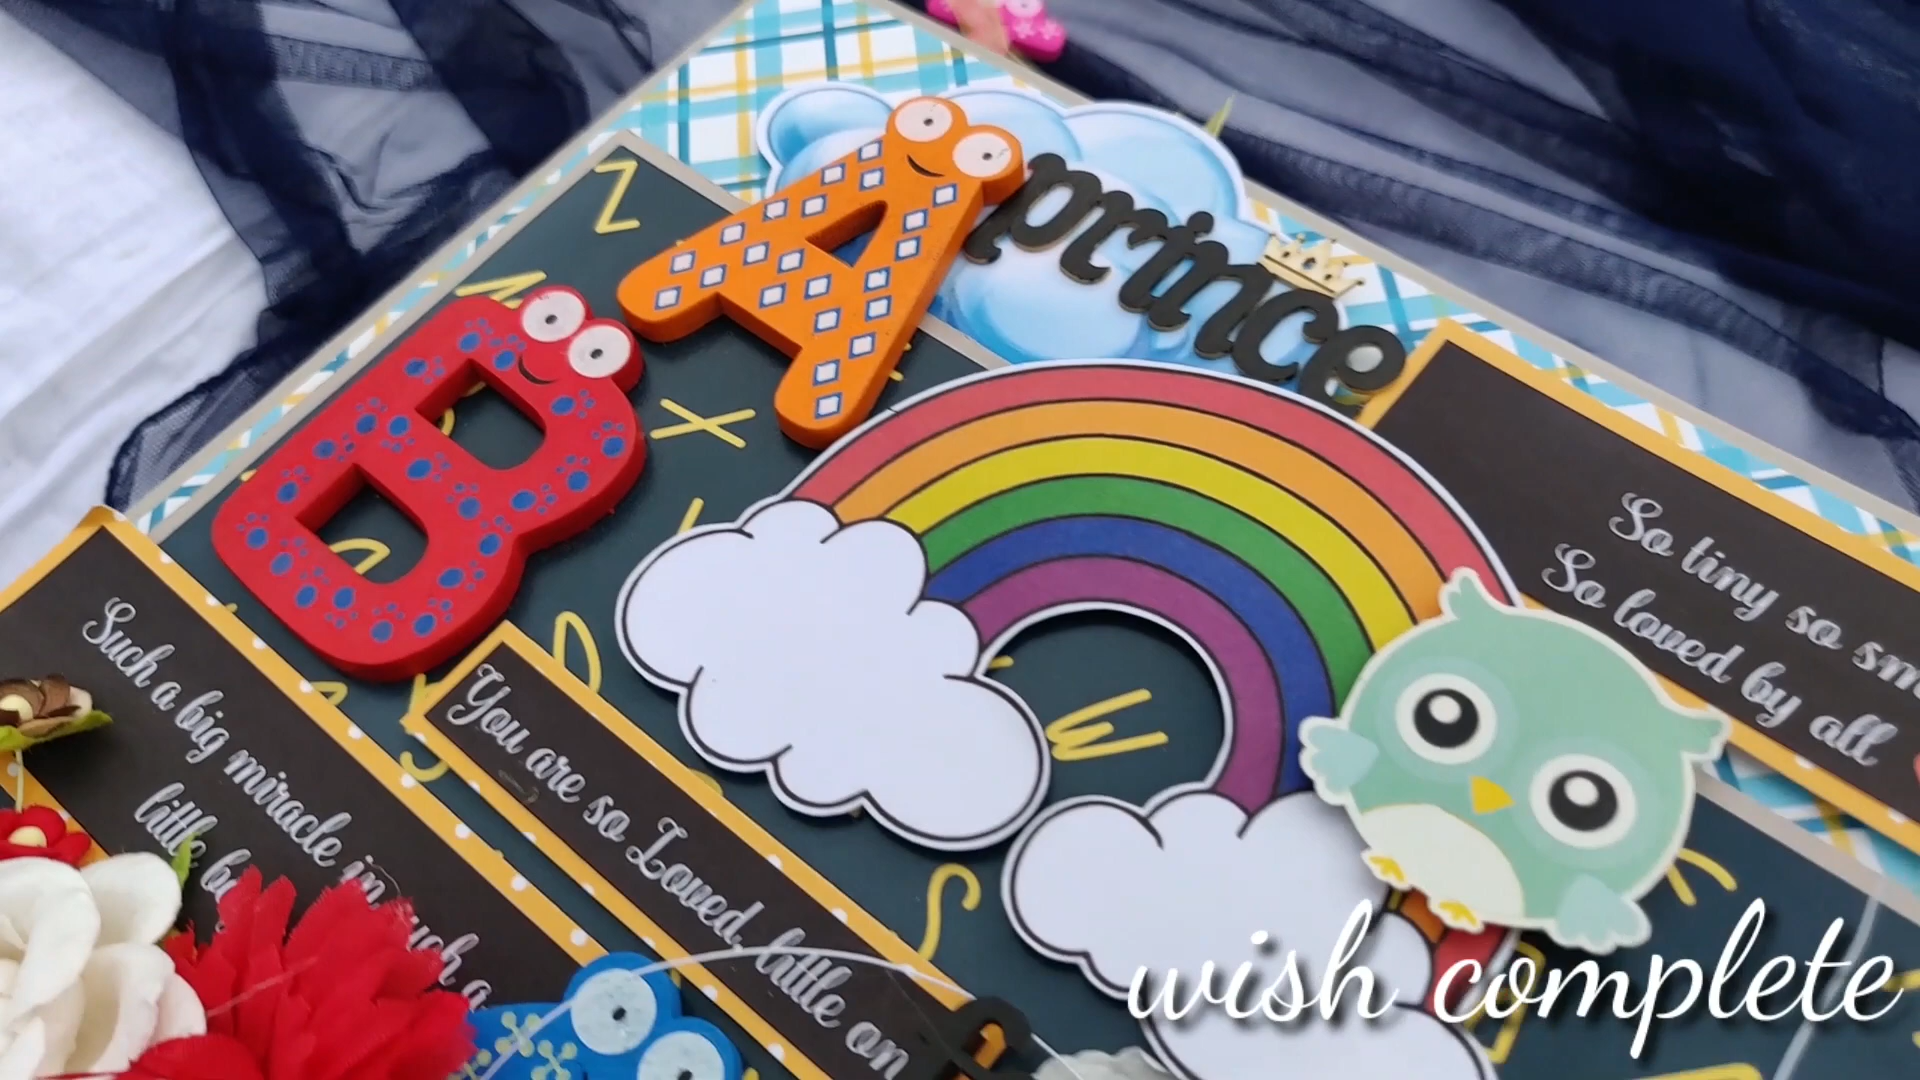 BA
prince
So tiny so
So loved by all
Such a big miracle in such a
little
You are so Loved, little on
wish complete
Z
X
W
S